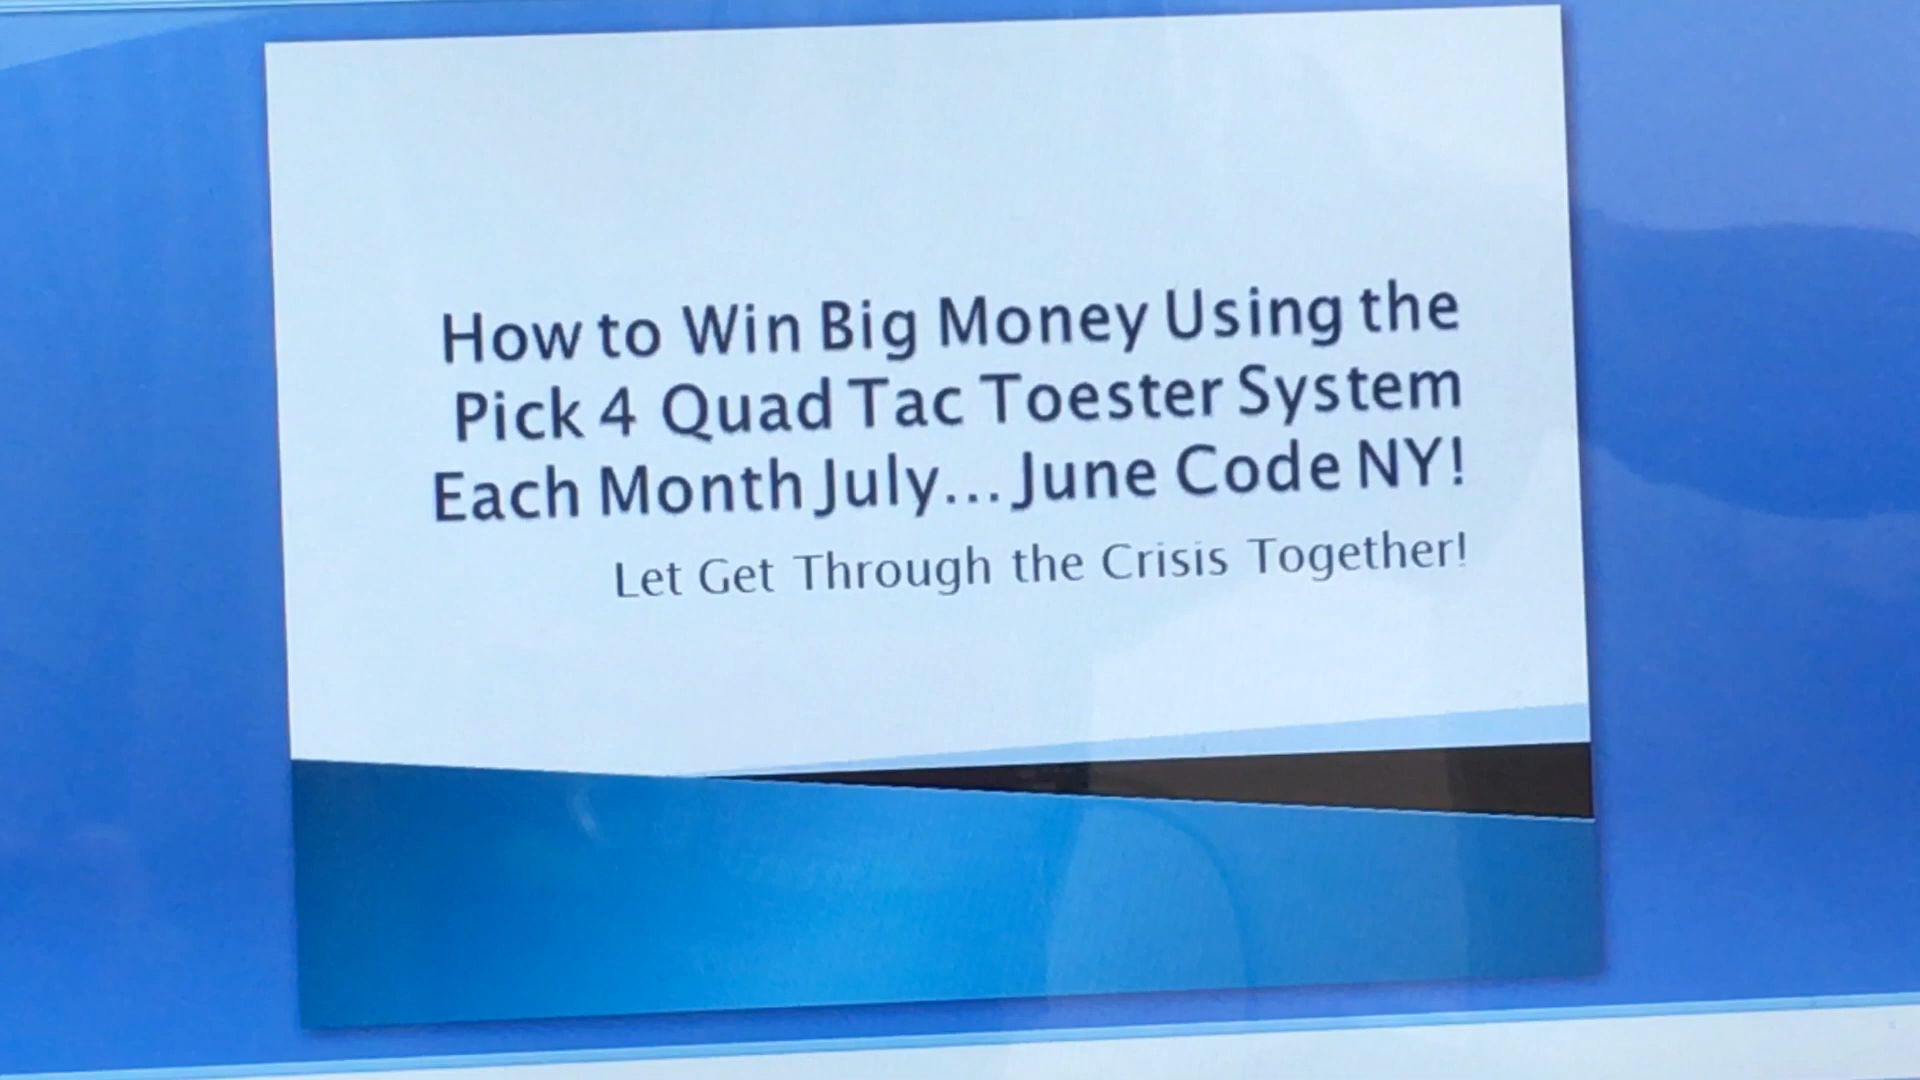 How to Win Big Money Using the
Pick 4 Quad Tac Toester System
Each Month July... June Code NY!
Let Get Through the Crisis Together!